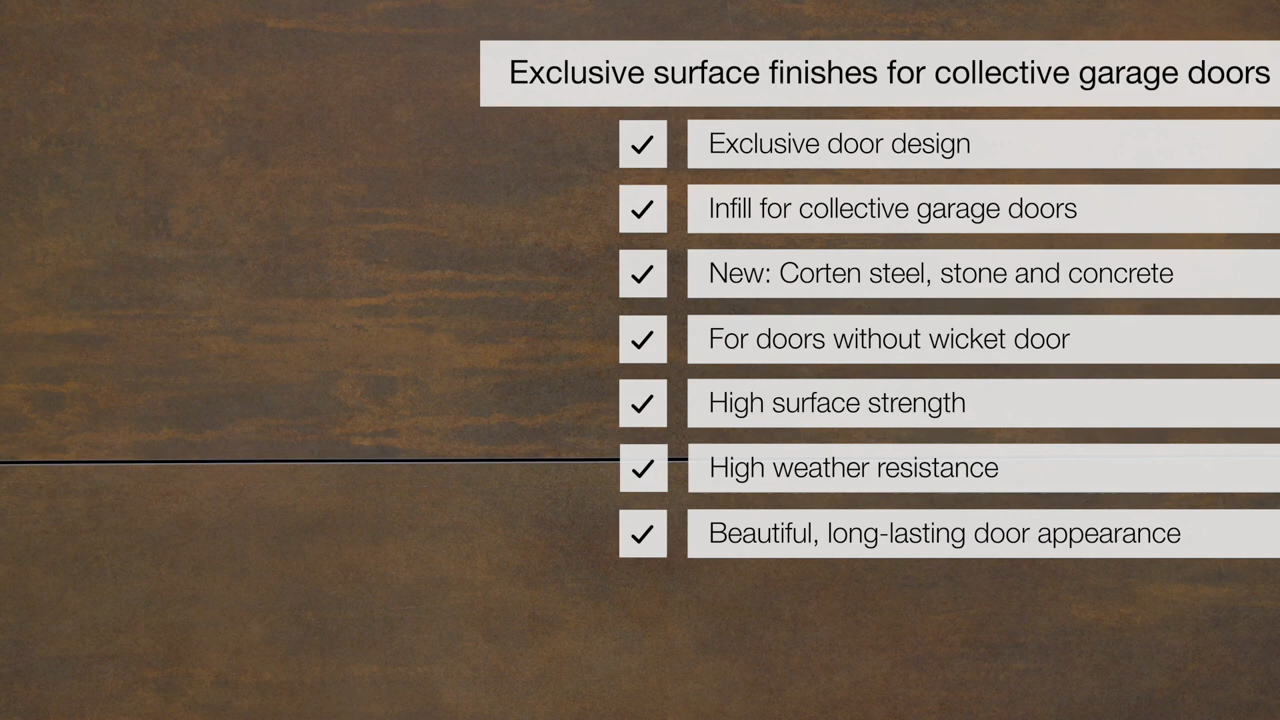 Exclusive surface finishes for collective garage doors
Exclusive door design
Infill for collective garage doors
New: Corten steel, stone and concrete
For doors without wicket door
High surface strength
High weather resistance
Beautiful, long-lasting door appearance